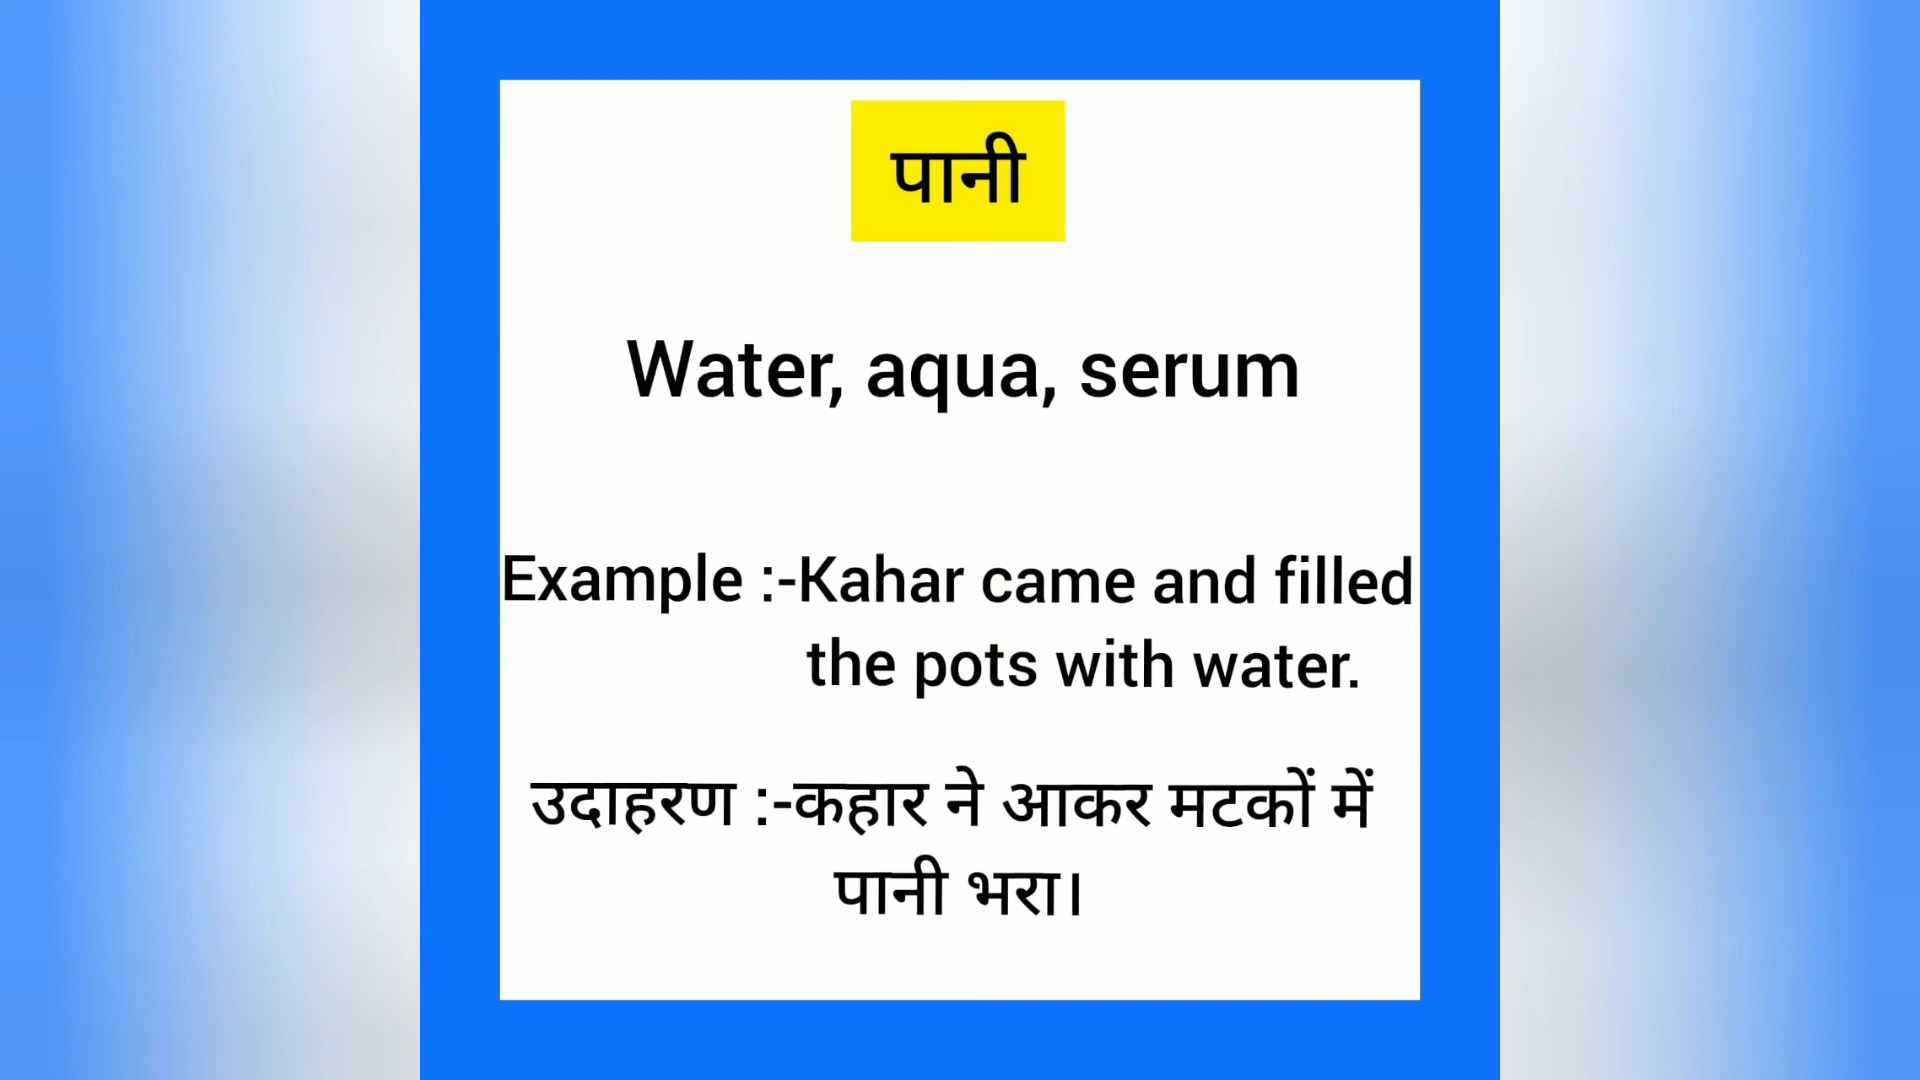 पानी
Water, aqua, serum
Example :-Kahar came and filled
the pots with water.
उदाहरण :-कहार ने आकर मटकों में
पानी भरा।